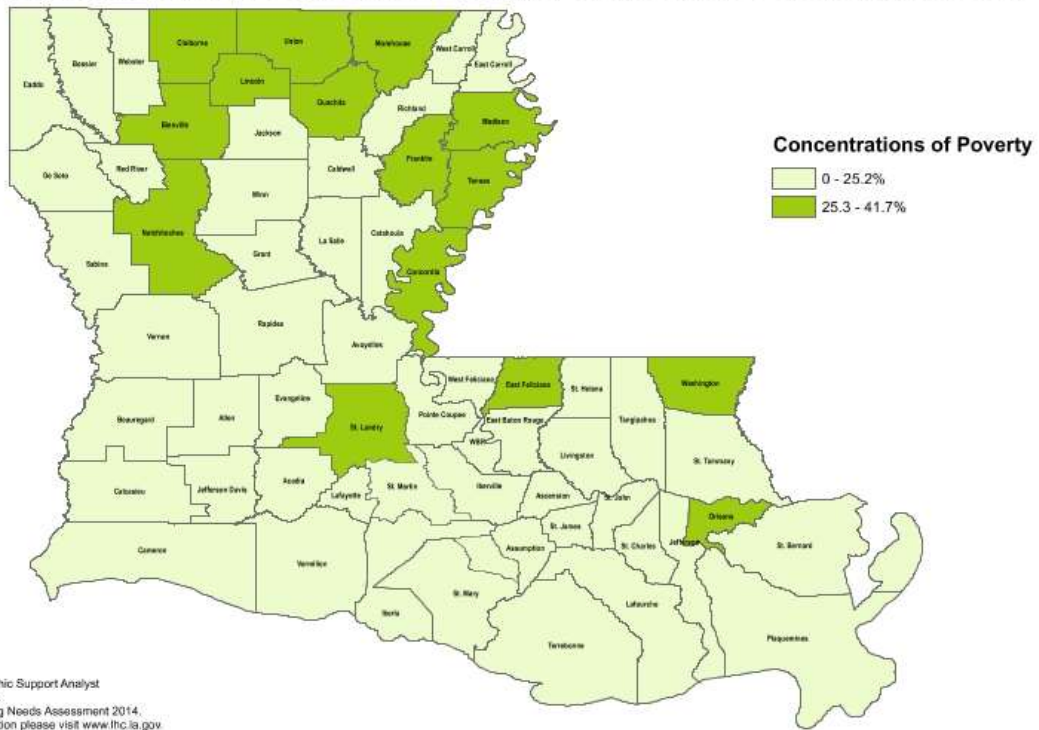 Claiborne
Union
Morehouse
West Carroll
East Carroll
Caddo
Bossier
Webster
Lincoln
Ouachita
Richland
Madison
Bienville
Jackson
Franklin
Concentrations of Poverty
0 - 25.2%
25.3 - 41.7%
De Soto
Red River
Caldwell
Tensas
Winn
Natchitoches
La Salle
Catahoula
Sabine
Grant
Concordia
Vernon
Rapides
Avoyelles
West Feliciana
East Feliciana
St. Helena
Washington
Beauregard
Allen
Evangeline
St. Landry
Pointe Coupee
East Baton Rouge
Tangipahoa
WBR
Livingston
St. Tammany
Calcasieu
Jefferson Davis
Acadia
Lafayette
St. Martin
Iberville
Ascension
St. John
Orleans
St. James
Cameron
Vermilion
Assumption
St. Charles
Jefferson
St. Bernard
Iberia
St. Mary
Lafourche
Terrebonne
Plaquemines
hic Support Analyst
g Needs Assessment 2014.
tion please visit www.lhc.la.gov